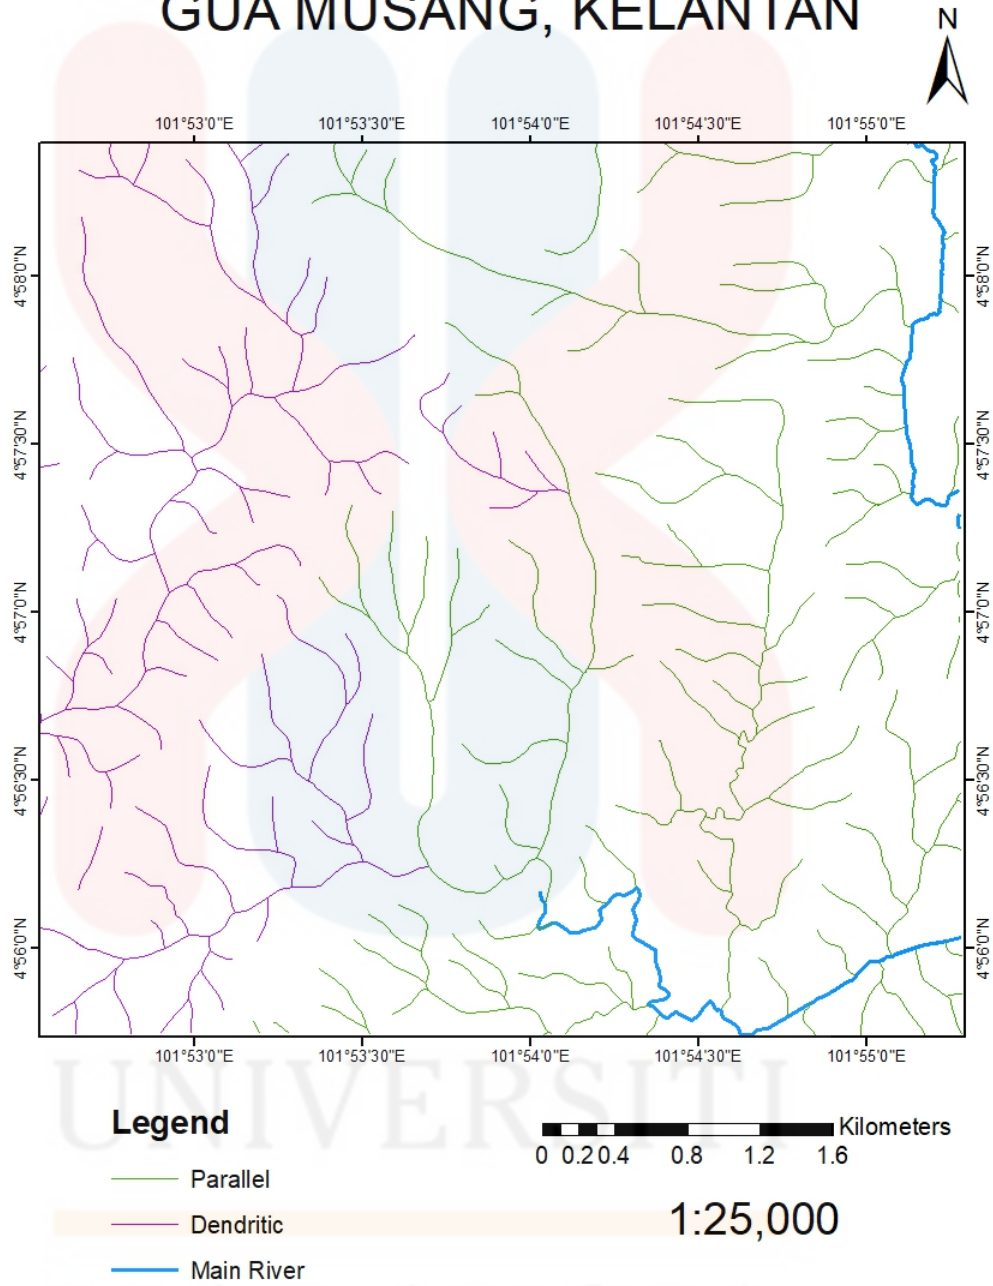 GUA MUSANG, KELANTAN
N
101°53'0"E 101°53'30"E 101°54'0"E 101°54'30"E 101°55'0"E
4°58'0"N 4°58'0"N
4°57'30"N 4°57'30"N
4°57'0"N 4°57'0"N
4°56'30"N 4°56'30"N
4°56'0"N 4°56'0"N
101°53'0"E 101°53'30"E 101°54'0"E 101°54'30"E 101°55'0"E
UNIVERSITI
Legend
Kilometers
0 0.2 0.4 0.8 1.2 1.6
Parallel
1:25,000
Dendritic
Main River